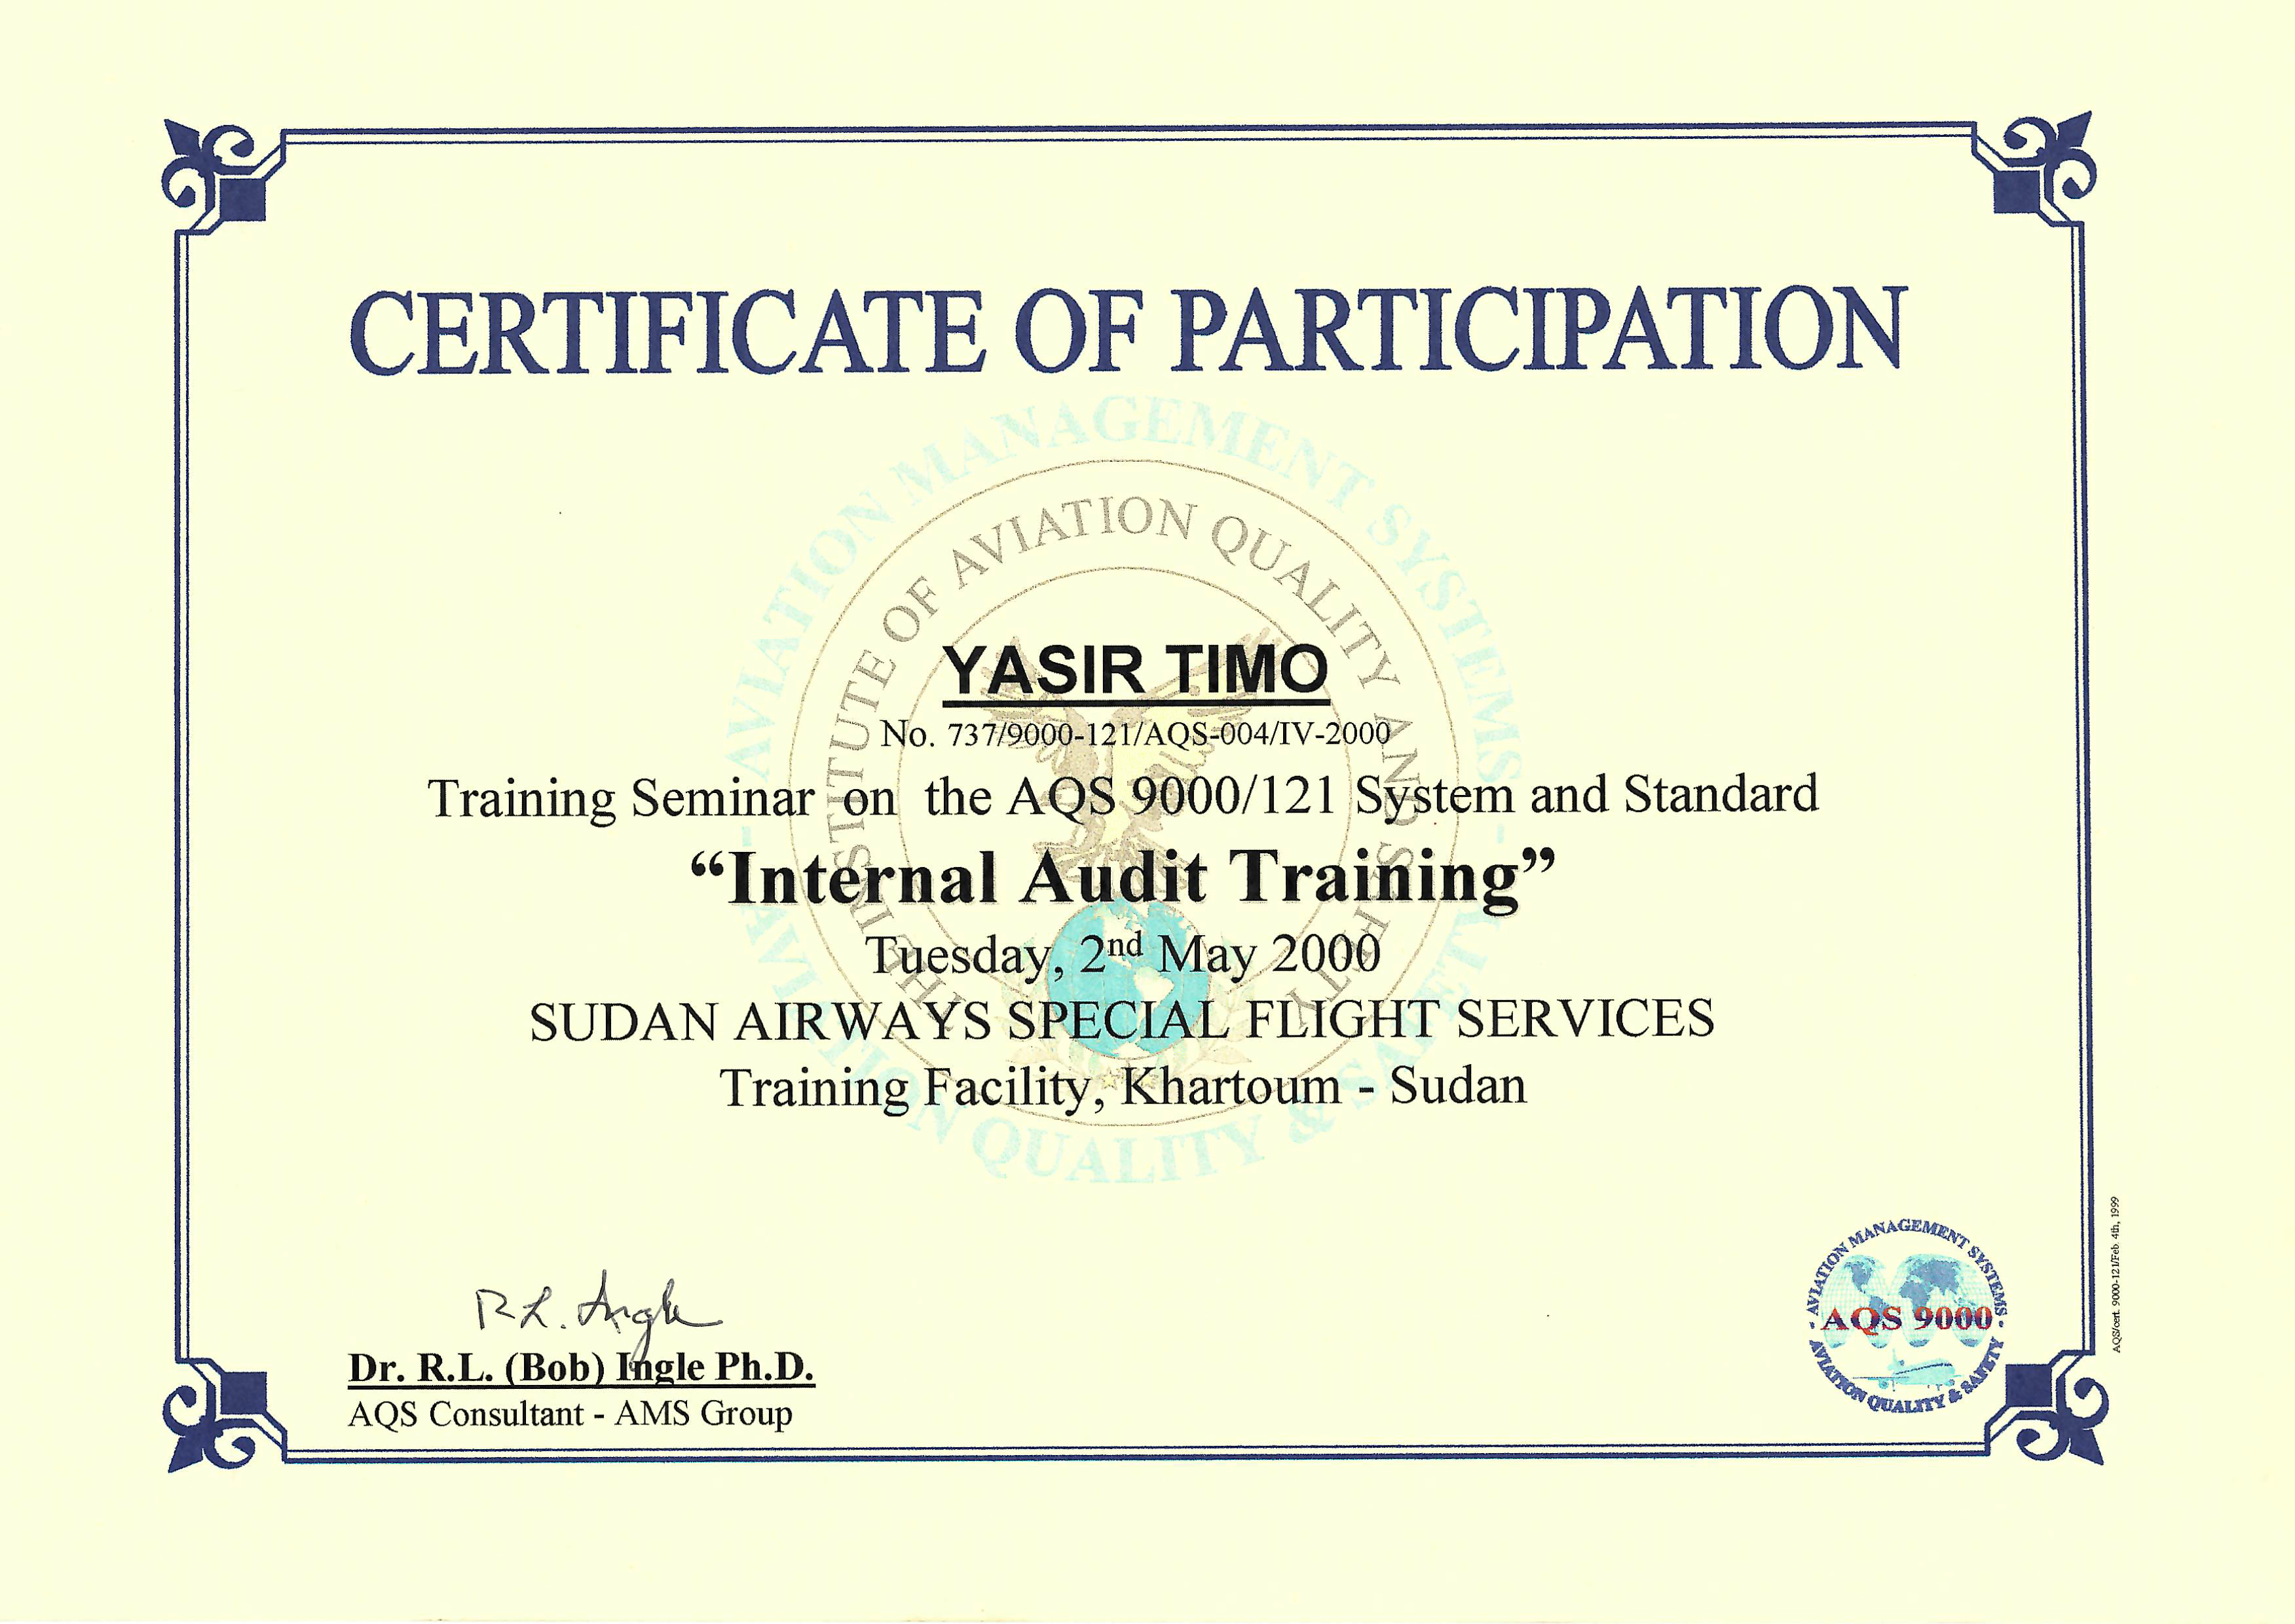 CERTIFICATE OF PARTICIPATION
AVIATION MANAGEMENT SYSTEMS
THE INSTITUTE OF AVIATION QUALITY AND SAFETY
YASIR TIMO
No. 737/9000-121/AQS-004/IV-2000
Training Seminar on the AQS 9000/121 System and Standard
“Internal Audit Training”
Tuesday, 2nd May 2000
SUDAN AIRWAYS SPECIAL FLIGHT SERVICES
Training Facility, Khartoum - Sudan
AVIATION QUALITY & SAFETY
R L. Ingle
Dr. R.L. (Bob) Ingle Ph.D.
AQS Consultant - AMS Group
AVIATION MANAGEMENT SYSTEMS
AQS 9000
AVIATION QUALITY & SAFETY
AQS/cert. 9000-121/Feb. 4th, 1999